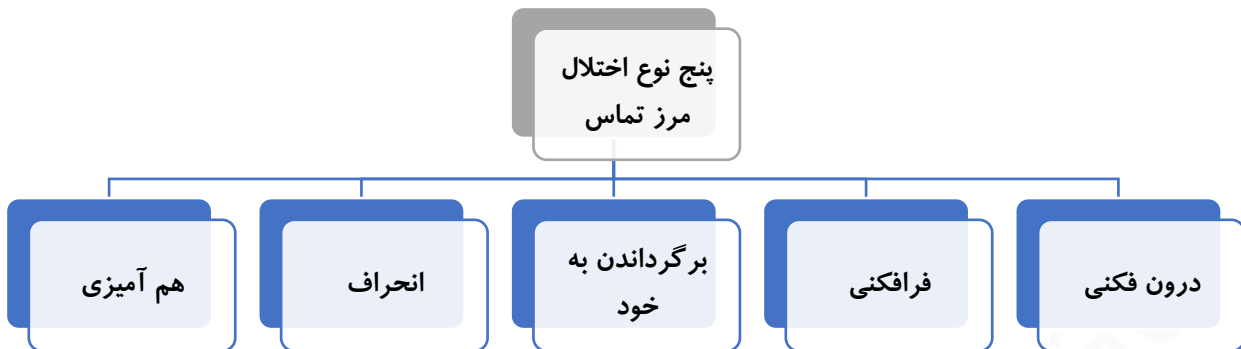 پنج نوع اختلال
مرز تماس
درون فکنی
فرافکنی
برگرداندن به
خود
انحراف
هم آمیزی